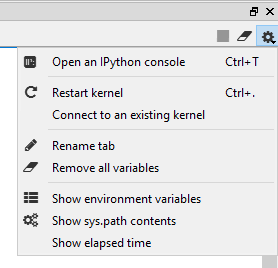 Open an IPython console Ctrl+T
Restart kernel Ctrl+.
Connect to an existing kernel
Rename tab
Remove all variables
Show environment variables
Show sys.path contents
Show elapsed time